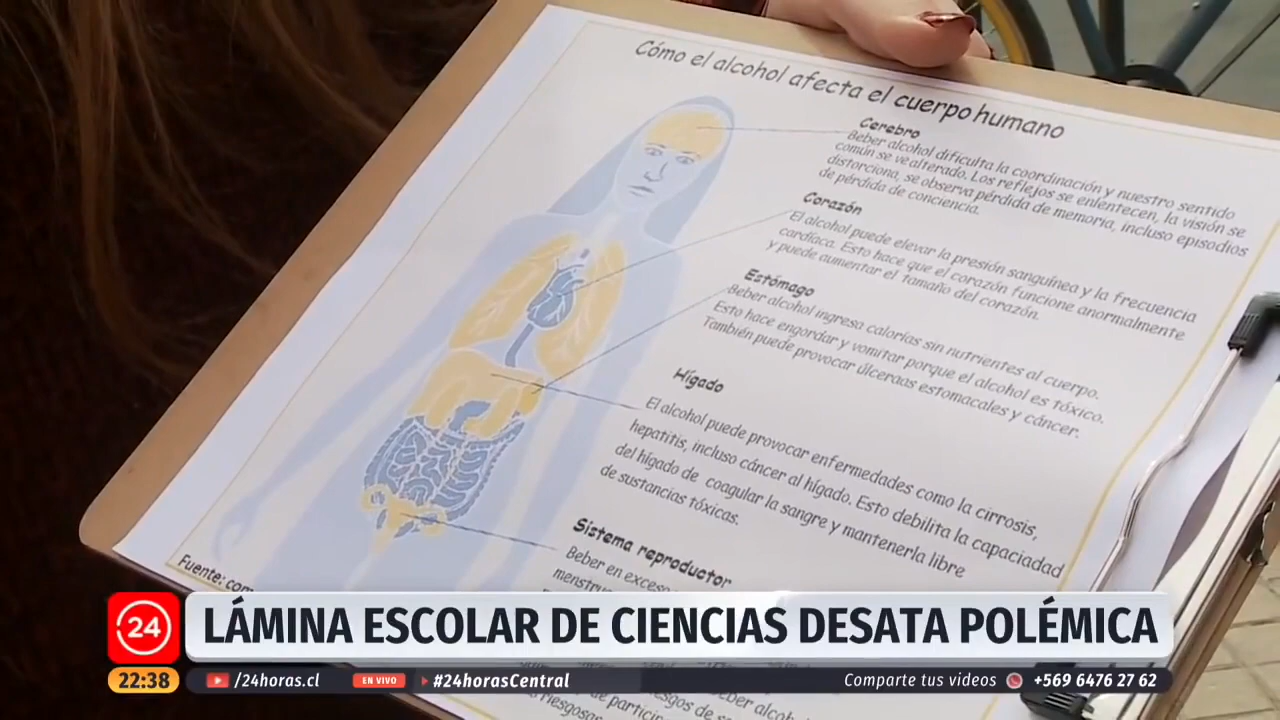 Cómo el alcohol afecta el cuerpo humano
Cerebro
Beber alcohol dificulta la coordinación y nuestro sentido
común se ve alterado. Los reflejos se enlentecen, la visión se
distorciona, se observa pérdida de memoria, incluso episodios
de pérdida de conciencia.
Corazón
El alcohol puede elevar la presión sanguínea y la frecuencia
cardíaca. Esto hace que el corazón funcione anormalmente
y puede aumentar el tamaño del corazón.
Estómago
Beber alcohol ingresa calorías sin nutrientes al cuerpo.
Esto hace engordar y vomitar porque el alcohol es tóxico.
También puede provocar úlceraas estomacales y cáncer.
Hígado
El alcohol puede provocar enfermedades como la cirrosis,
hepatitis, incluso cáncer al hígado. Esto debilita la capaciadad
del hígado de coagular la sangre y mantenerla libre
de sustancias tóxicas.
Sistema reproductor
Beber en exceso
Fuente:
24
LÁMINA ESCOLAR DE CIENCIAS DESATA POLÉMICA
22:38
/24horas.cl
EN VIVO
#24horasCentral
Comparte tus videos
+569 6476 27 62